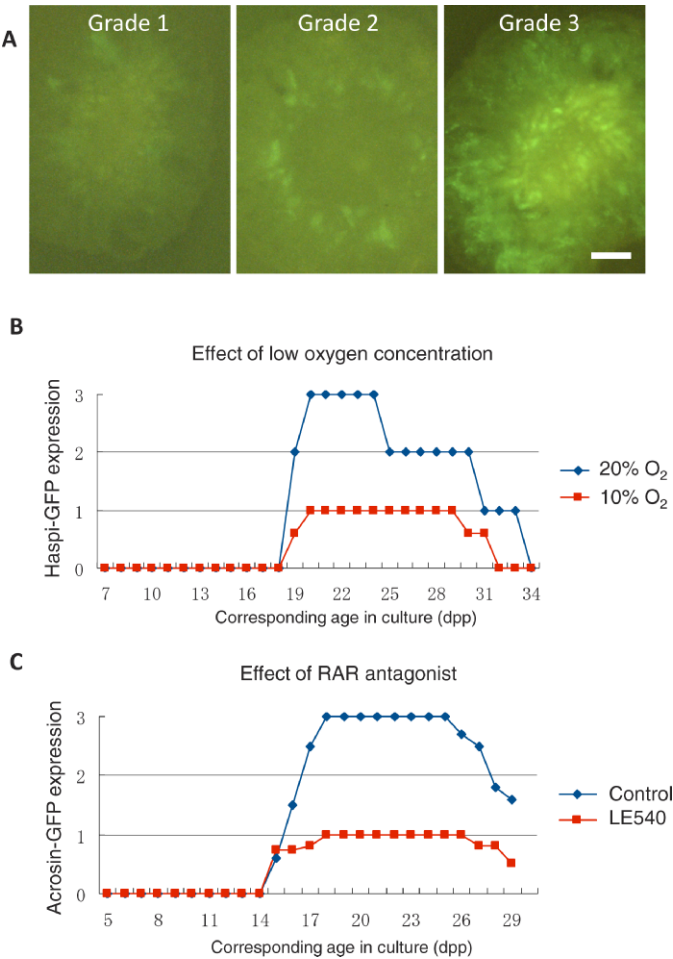 A
Grade 1
Grade 2
Grade 3
B
Effect of low oxygen concentration
Haspi-GFP expression
3
2
1
0
7 10 13 16 19 22 25 28 31 34
Corresponding age in culture (dpp)
20% O₂
10% O₂
C
Effect of RAR antagonist
Acrosin-GFP expression
3
2
1
0
5 8 11 14 17 20 23 26 29
Corresponding age in culture (dpp)
Control
LE540